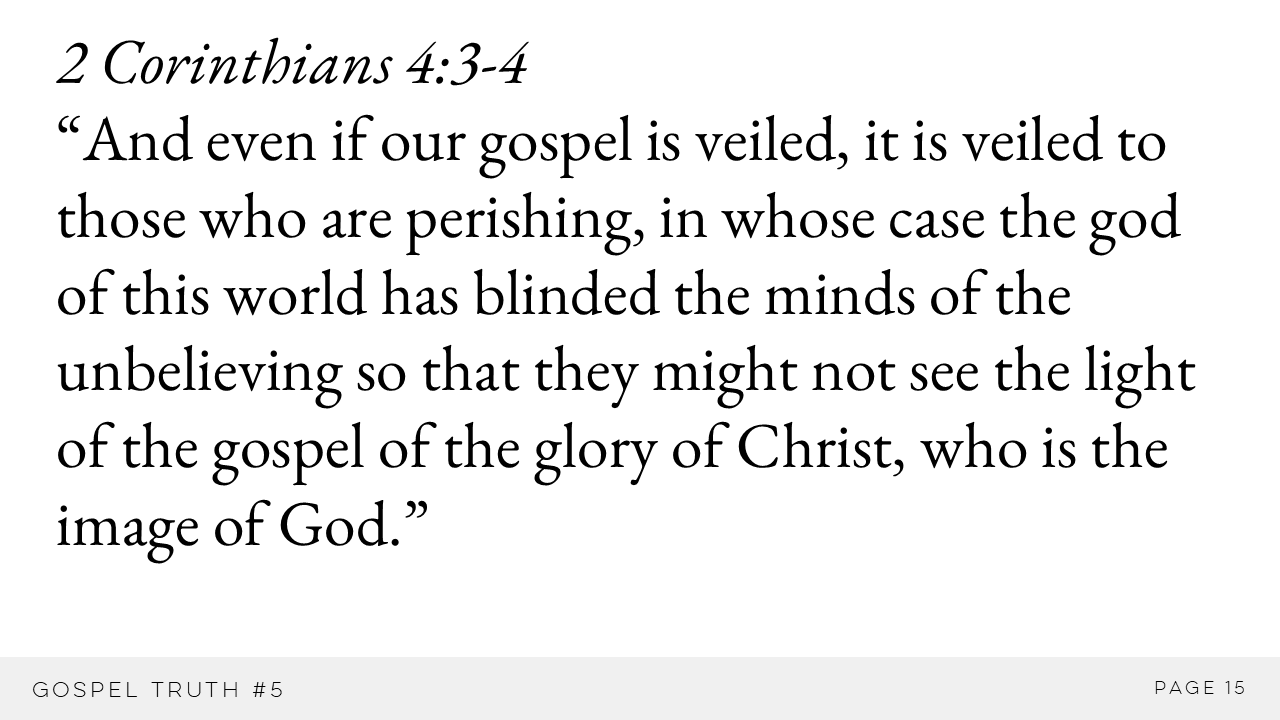 2 Corinthians 4:3-4
“And even if our gospel is veiled, it is veiled to
those who are perishing, in whose case the god
of this world has blinded the minds of the
unbelieving so that they might not see the light
of the gospel of the glory of Christ, who is the
image of God.”
GOSPEL TRUTH #5
PAGE 15